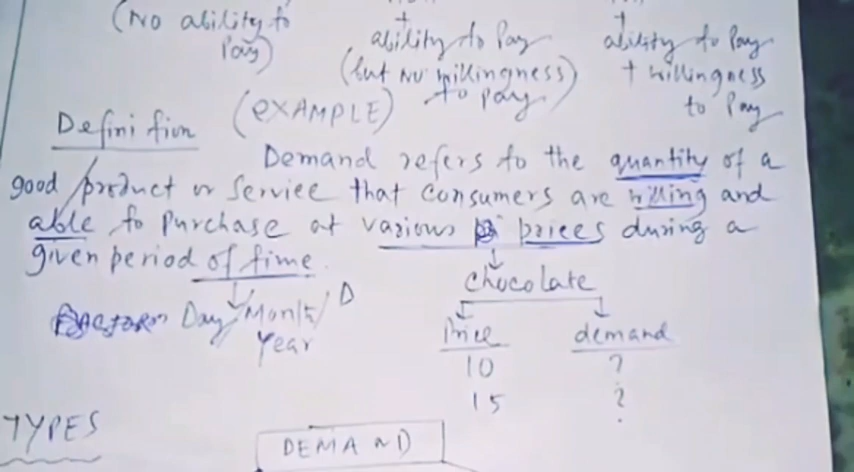 (No ability to Pay)
+ ability to Pay (but no willingness to pay)
+ ability to Pay + willingness to Pay
(EXAMPLE)
Definition
Demand refers to the quantity of a
good/product or Service that consumers are willing and
able to purchase at various prices during a
given period of time.
chocolate
Day/Month/ D
Year
Price demand
10 ?
15 ?
TYPES
DEMAND